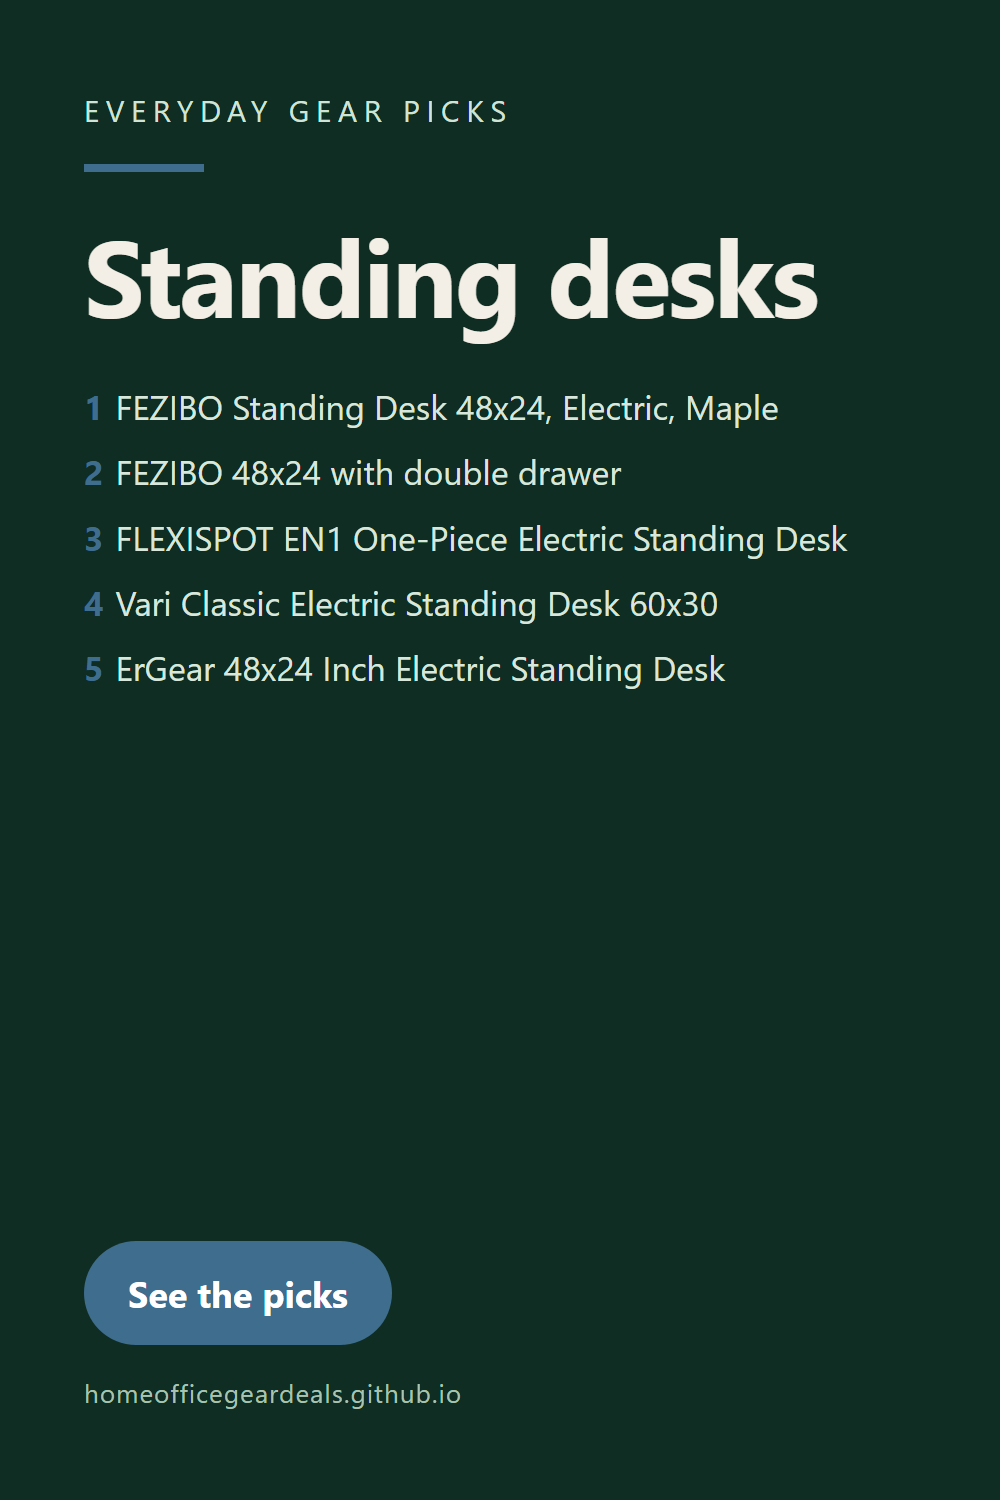 EVERYDAY GEAR PICKS
Standing desks
1 FEZIBO Standing Desk 48x24, Electric, Maple
2 FEZIBO 48x24 with double drawer
3 FLEXISPOT EN1 One-Piece Electric Standing Desk
4 Vari Classic Electric Standing Desk 60x30
5 ErGear 48x24 Inch Electric Standing Desk
See the picks
homeofficegeardeals.github.io